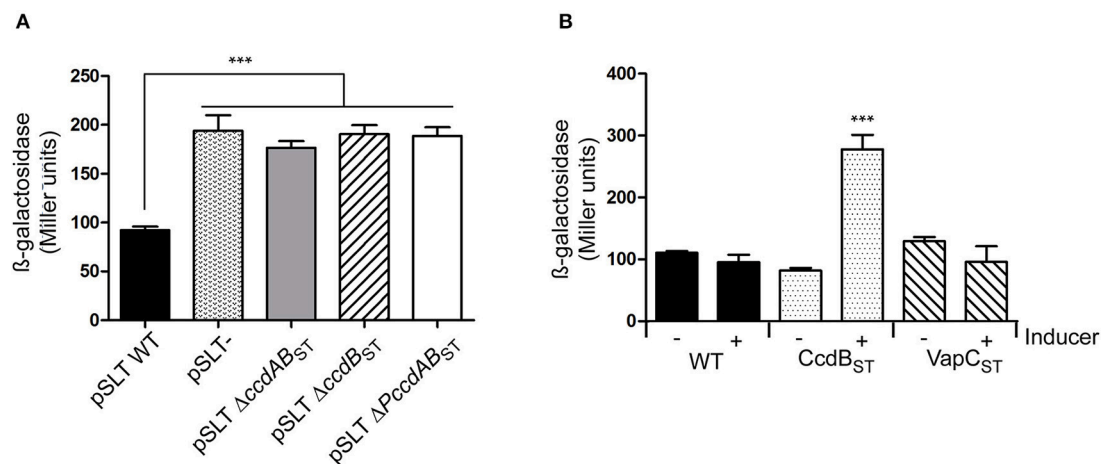 A
B
***
250
200
150
100
50
0
ß-galactosidase
(Miller units)
pSLT WT
pSLT-
pSLT ΔccdABST
pSLT ΔccdBST
pSLT ΔPccdABST
400
300
200
100
0
ß-galactosidase
(Miller units)
***
- + - + - + Inducer
WT CcdBST VapCST